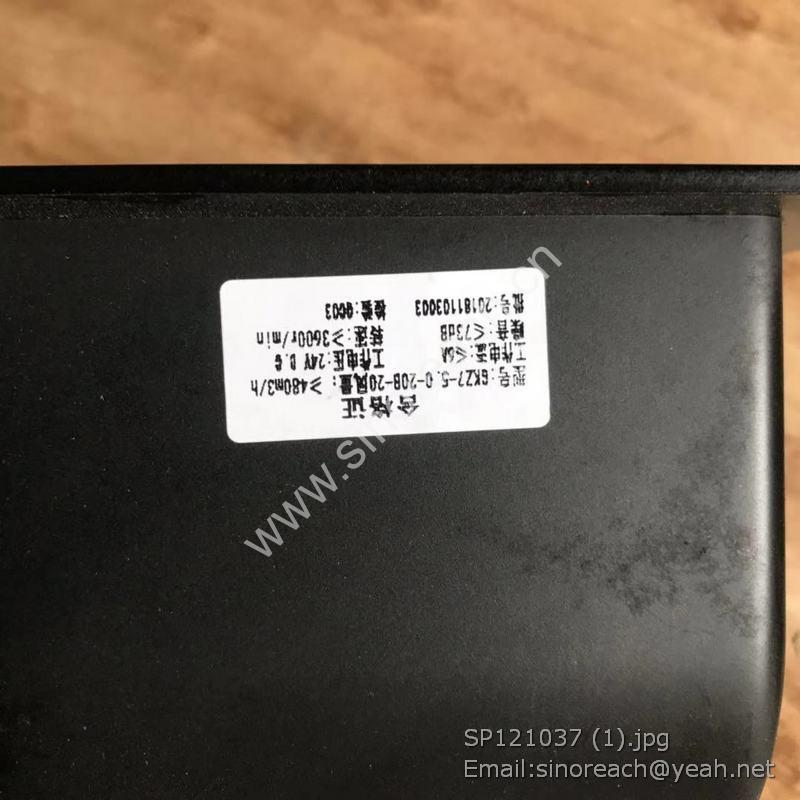 合格证
型号:GKZ7-5.0-20B-20风量:≥480m3/h
工作电流:≤6A 工作电压:24V D.C
噪音:≤73dB 转速:≥3600r/min
批号:20181103003 检验:QC03
SP121037 (1).jpg
Email:sinoreach@yeah.net